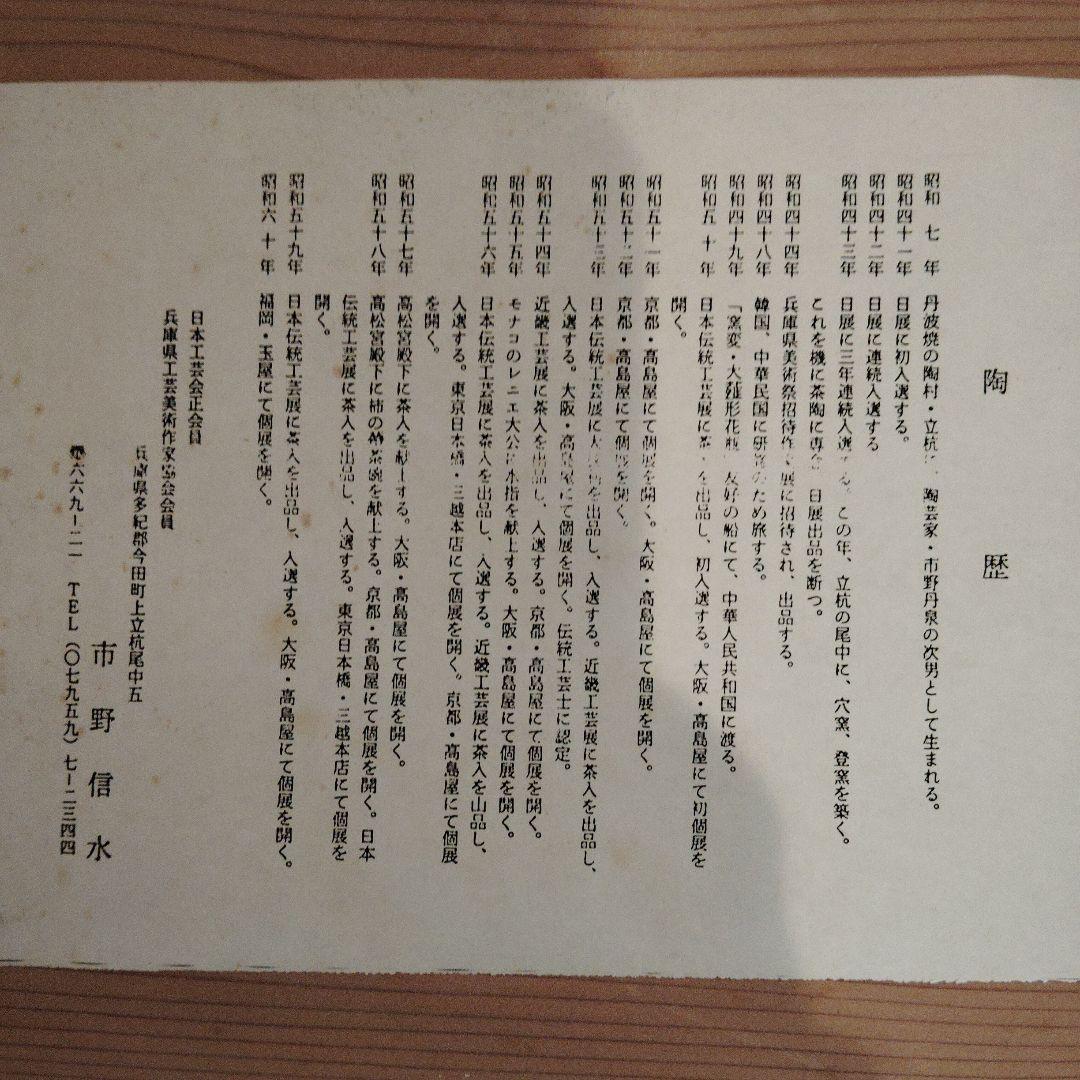 陶歴
昭和七年 丹波焼の陶村・立杭に、陶芸家・市野丹泉の次男として生まれる。
昭和四十一年 日展に初入選する。
昭和四十二年 日展に連続入選する
昭和四十三年 日展に三年連続入選する。この年、立杭の尾中に、穴窯、登窯を築く。
これを機に茶陶に専念、日展出品を断つ。
昭和四十四年 兵庫県美術祭招待作家展に招待され、出品する。
昭和四十八年 韓国、中華民国に研究のため旅する。
昭和四十九年 「窯変・大 形花瓶」友好の船にて、中華人民共和国に渡る。
昭和五十年 日本伝統工芸展に茶 を出品し、初入選する。大阪・高島屋にて初個展を
開く。
昭和五十一年 京都・高島屋にて個展を開く。大阪・高島屋にて個展を開く。
昭和五十二年 京都・高島屋にて個展を開く。
昭和五十三年 日本伝統工芸展に大 を出品し、入選する。近畿工芸展に茶入を出品し、
入選する。大阪・高島屋にて個展を開く。伝統工芸士に認定。
昭和五十四年 近畿工芸展に茶入を出品し、入選する。京都・高島屋にて個展を開く。
昭和五十五年 モナコのレニエ大公に水指を献上する。大阪・高島屋にて個展を開く。
昭和五十六年 日本伝統工芸展に茶入を出品し、入選する。近畿工芸展に茶入を出品し、
入選する。東京日本橋・三越本店にて個展を開く。京都・高島屋にて個展
を開く。
昭和五十七年 高松宮殿下に茶入を献上する。大阪・高島屋にて個展を開く。
昭和五十八年 高松宮殿下に柿の 茶碗を献上する。京都・高島屋にて個展を開く。日本
伝統工芸展に茶入を出品し、入選する。東京日本橋・三越本店にて個展を
開く。
昭和五十九年 日本伝統工芸展に茶入を出品し、入選する。大阪・高島屋にて個展を開く。
昭和六十年 福岡・玉屋にて個展を開く。
日本工芸会正会員
兵庫県工芸美術作家協会会員
兵庫県多紀郡今田町上立杭尾中五
市野信水
六六九-二一 TEL(〇七九五九)七-二三四四